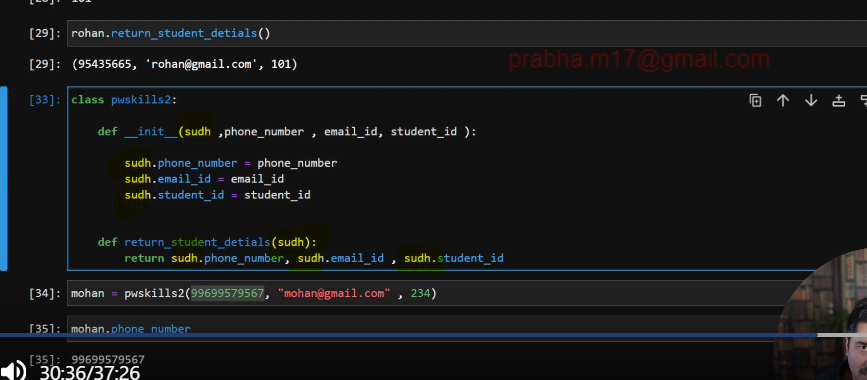 [28]: 101
[29]: rohan.return_student_detials()
prabha.m17@gmail.com
[29]: (95435665, 'rohan@gmail.com', 101)
[33]: class pwskills2:
def __init__(sudh ,phone_number , email_id, student_id ):
sudh.phone_number = phone_number
sudh.email_id = email_id
sudh.student_id = student_id
def return_student_detials(sudh):
return sudh.phone_number, sudh.email_id , sudh.student_id
[34]: mohan = pwskills2(99699579567, "mohan@gmail.com" , 234)
[35]: mohan.phone_number
[35]: 99699579567
30:36/37:26